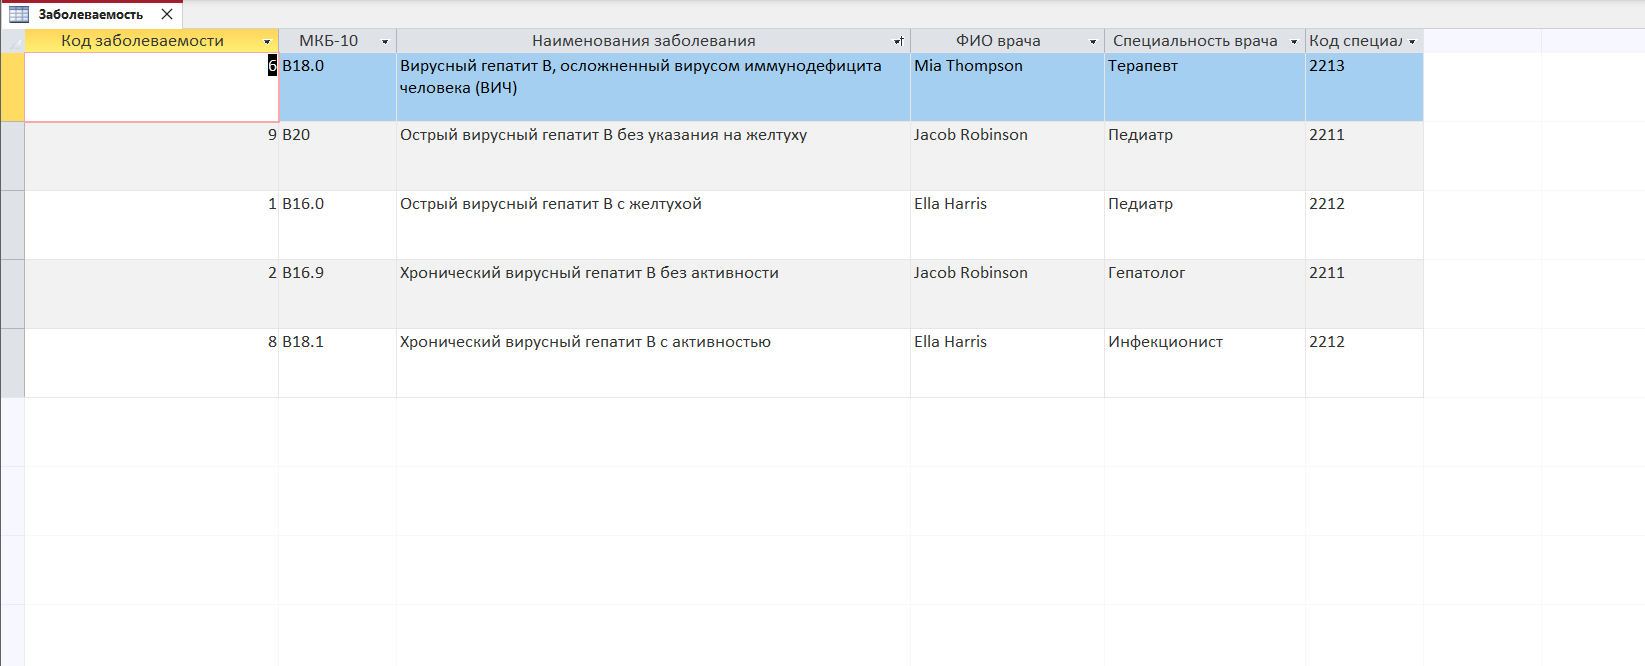 Заболеваемость
Код заболеваемости МКБ-10 Наименования заболевания ФИО врача Специальность врача Код специал
6 B18.0 Вирусный гепатит B, осложненный вирусом иммунодефицита человека (ВИЧ) Mia Thompson Терапевт 2213
9 B20 Острый вирусный гепатит B без указания на желтуху Jacob Robinson Педиатр 2211
1 B16.0 Острый вирусный гепатит B с желтухой Ella Harris Педиатр 2212
2 B16.9 Хронический вирусный гепатит B без активности Jacob Robinson Гепатолог 2211
8 B18.1 Хронический вирусный гепатит B с активностью Ella Harris Инфекционист 2212